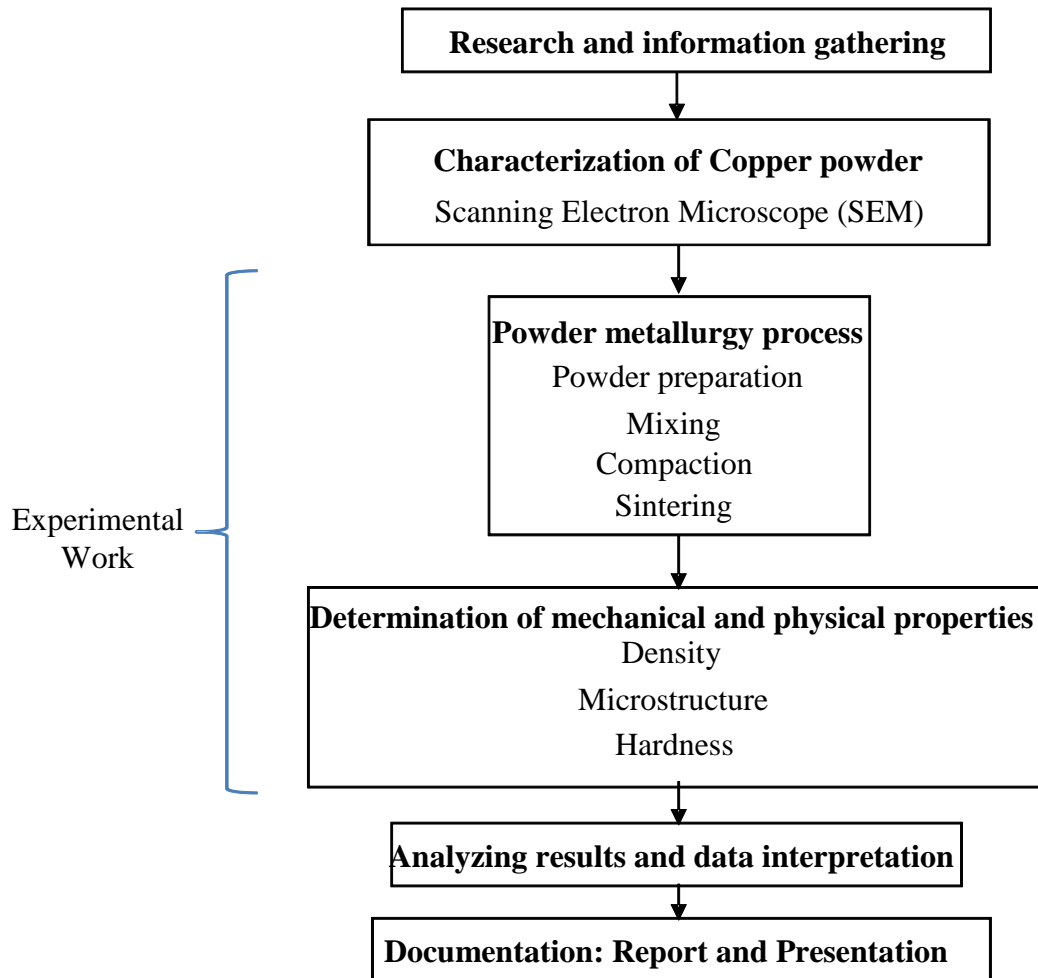 Research and information gathering
Characterization of Copper powder
Scanning Electron Microscope (SEM)
Powder metallurgy process
Powder preparation
Mixing
Compaction
Sintering
Experimental
Work
Determination of mechanical and physical properties
Density
Microstructure
Hardness
Analyzing results and data interpretation
Documentation: Report and Presentation